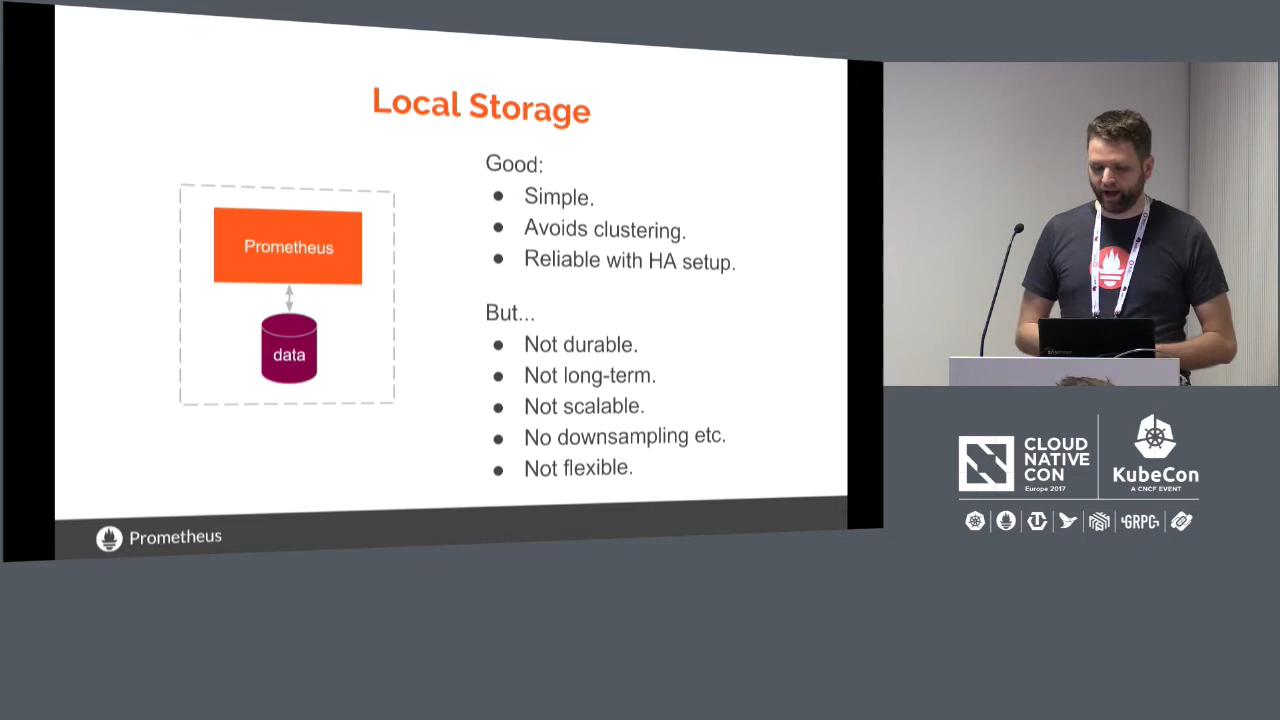 Local Storage
Good:
Simple.
Avoids clustering.
Reliable with HA setup.
But...
Not durable.
Not long-term.
Not scalable.
No downsampling etc.
Not flexible.
Prometheus
data
Prometheus
CLOUD
NATIVE
CON
Europe 2017
KubeCon
A CNCF EVENT
GRPC